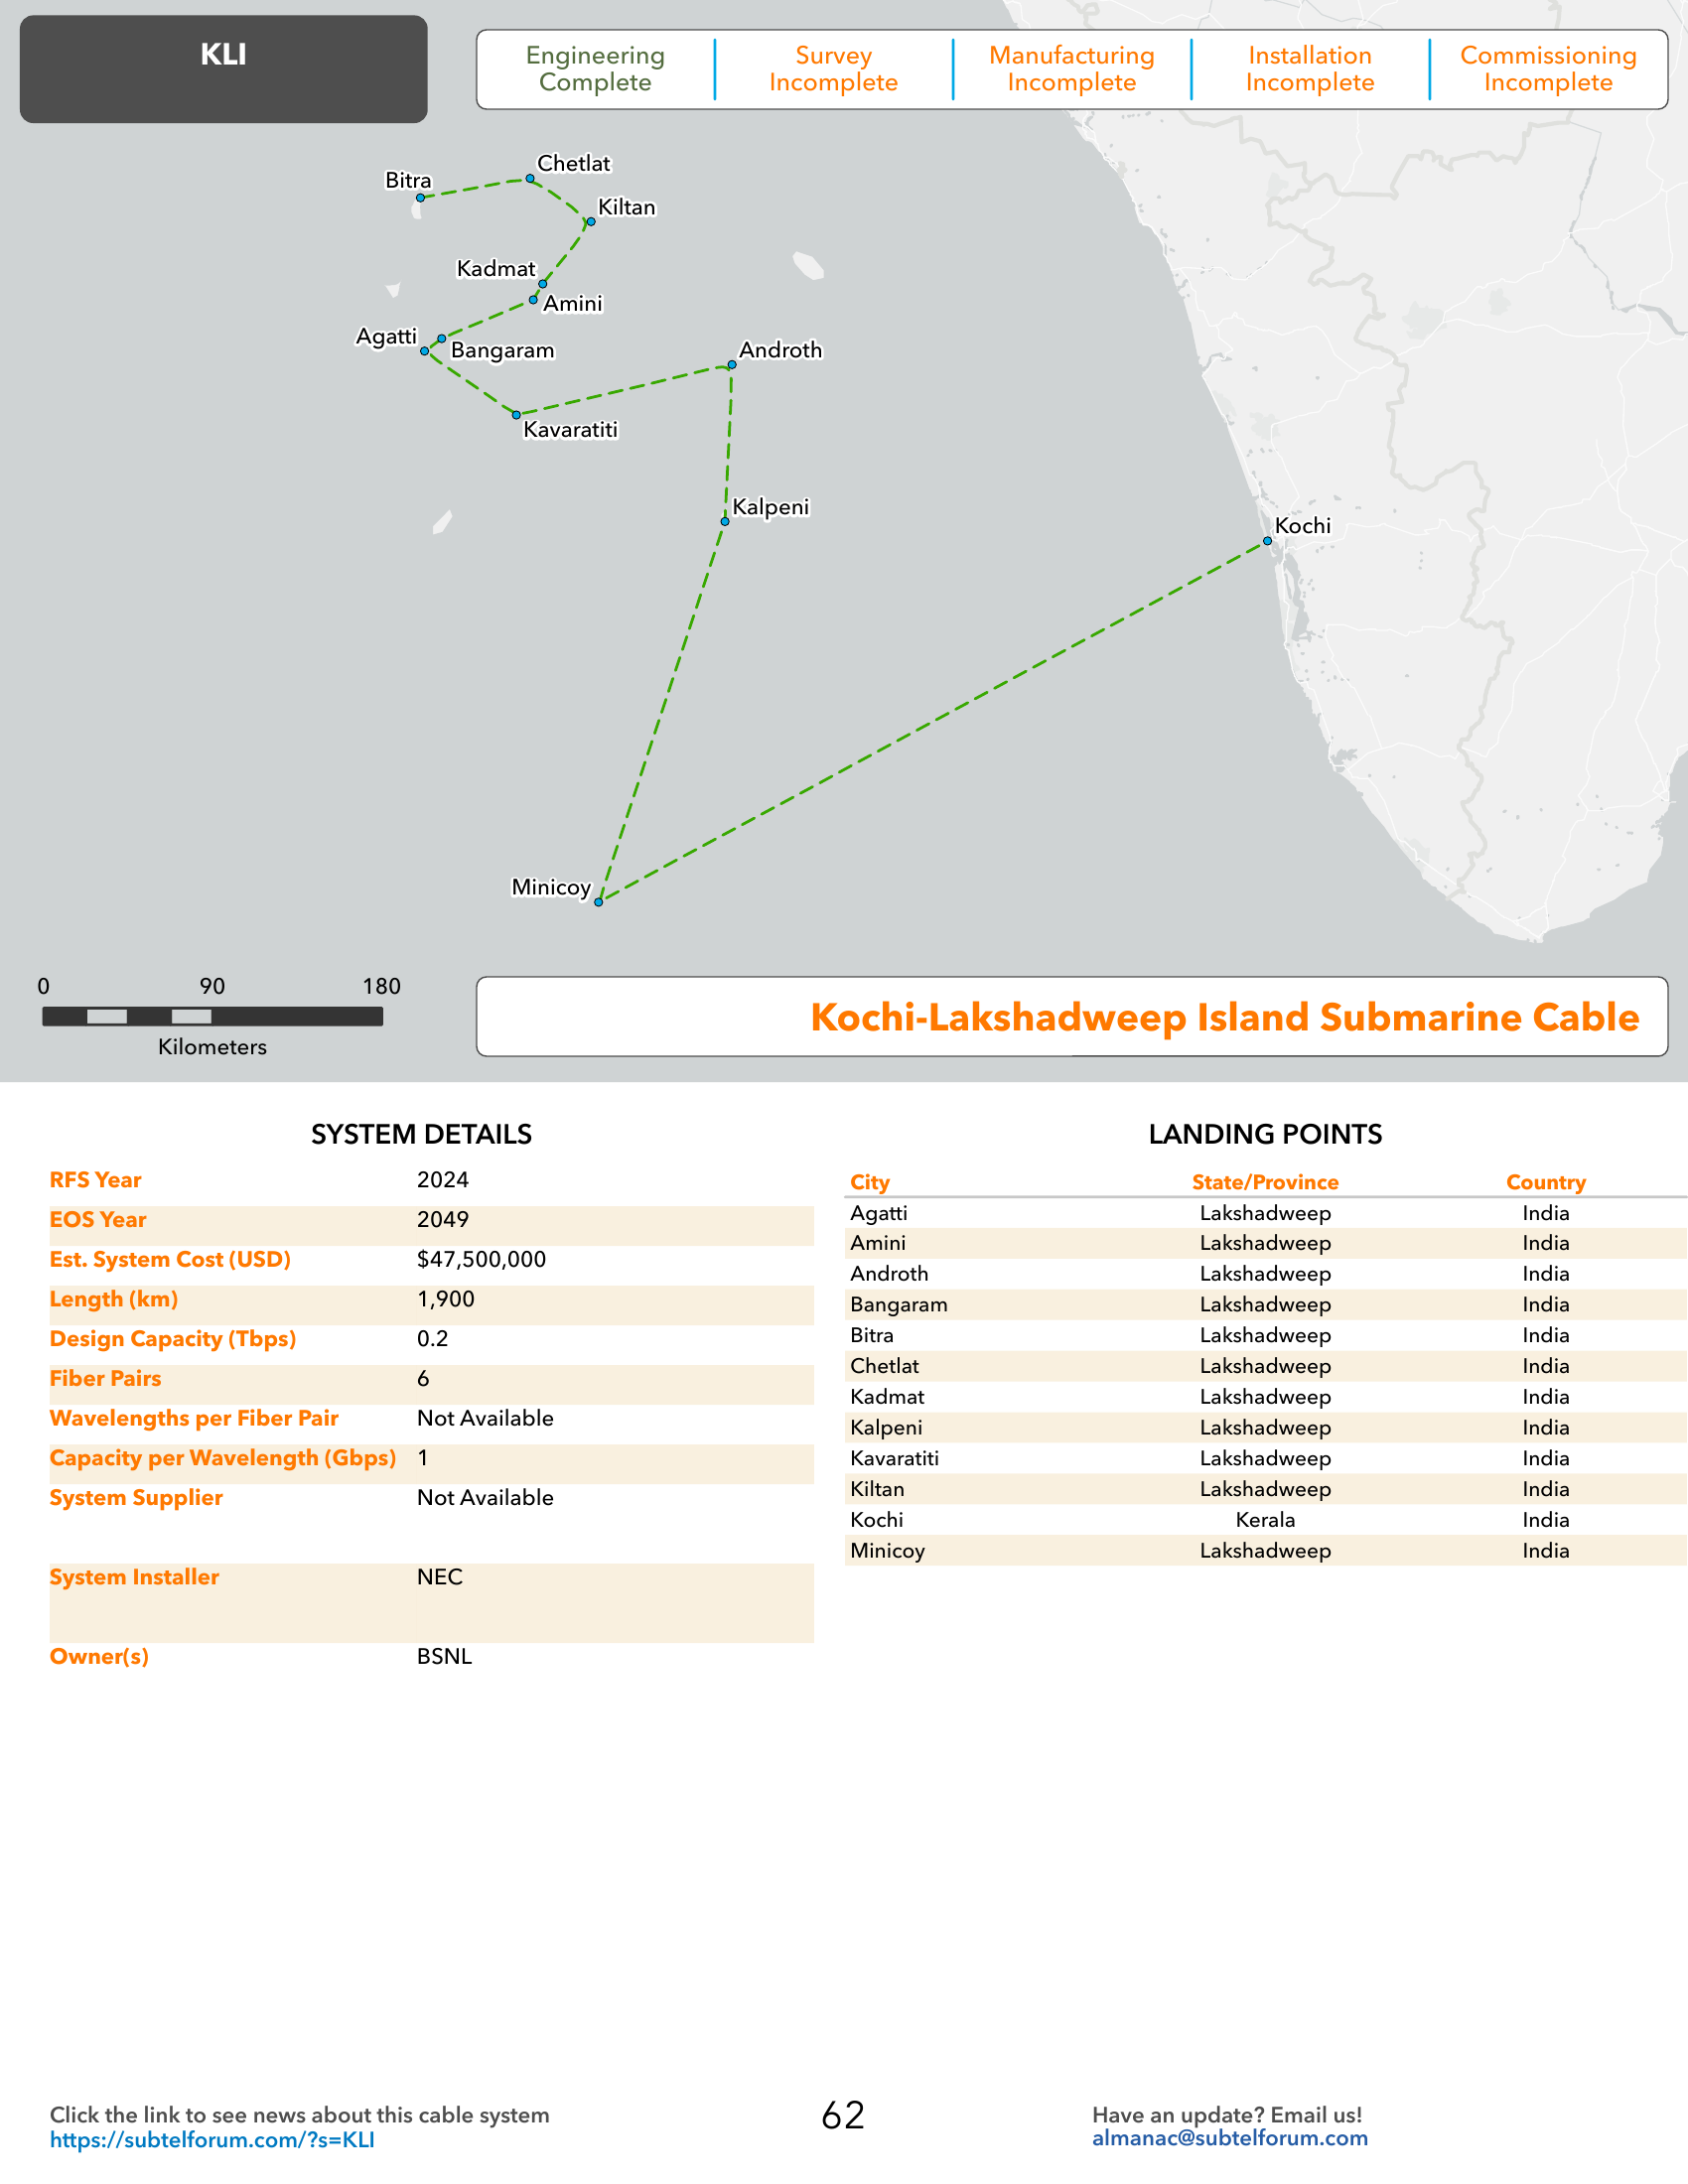 KLI
Engineering
Complete
Survey
Incomplete
Manufacturing
Incomplete
Installation
Incomplete
Commissioning
Incomplete
Chetlat
Bitra
Kiltan
Kadmat
Amini
Agatti
Bangaram
Androth
Kavaratiti
Kalpeni
Kochi
Minicoy
0 90 180
Kilometers
Kochi-Lakshadweep Island Submarine Cable
SYSTEM DETAILS
RFS Year 2024
EOS Year 2049
Est. System Cost (USD) $47,500,000
Length (km) 1,900
Design Capacity (Tbps) 0.2
Fiber Pairs 6
Wavelengths per Fiber Pair Not Available
Capacity per Wavelength (Gbps) 1
System Supplier Not Available
System Installer NEC
Owner(s) BSNL
LANDING POINTS
City State/Province Country
Agatti Lakshadweep India
Amini Lakshadweep India
Androth Lakshadweep India
Bangaram Lakshadweep India
Bitra Lakshadweep India
Chetlat Lakshadweep India
Kadmat Lakshadweep India
Kalpeni Lakshadweep India
Kavaratiti Lakshadweep India
Kiltan Lakshadweep India
Kochi Kerala India
Minicoy Lakshadweep India
Click the link to see news about this cable system
https://subtelforum.com/?s=KLI
62
Have an update? Email us!
almanac@subtelforum.com